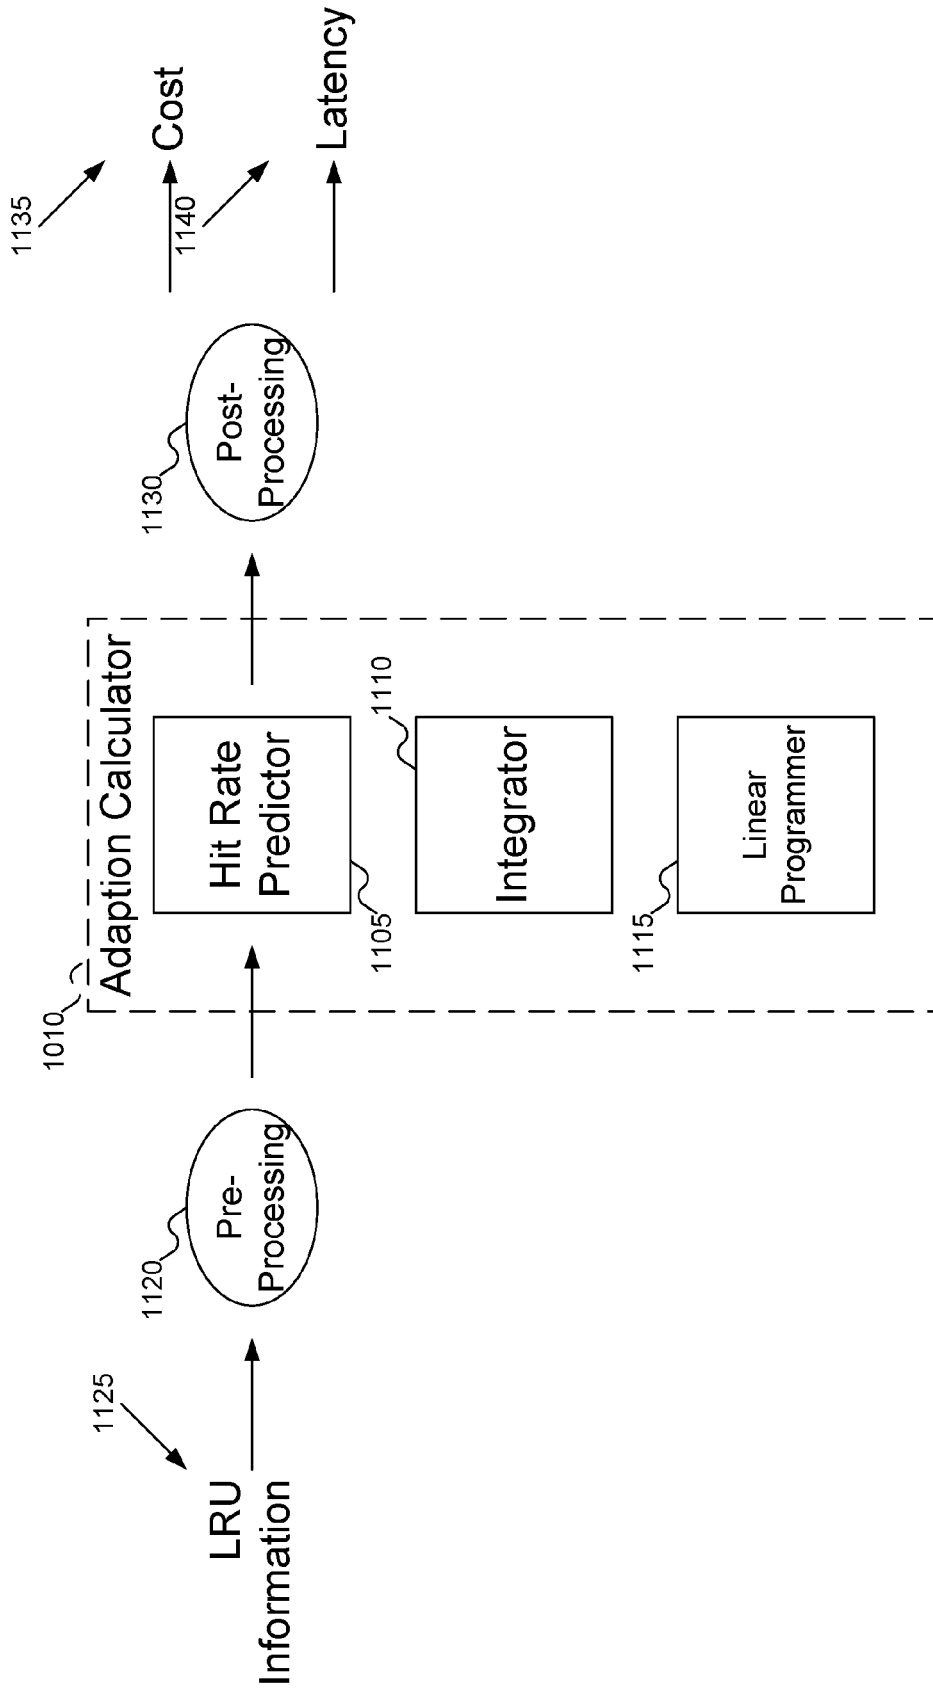 1125
LRU
Information
1120
Pre-
Processing
1010
Adaption Calculator
Hit Rate
Predictor
1105
Integrator
1110
Linear
Programmer
1115
1130
Post-
Processing
1135
Cost
1140
Latency